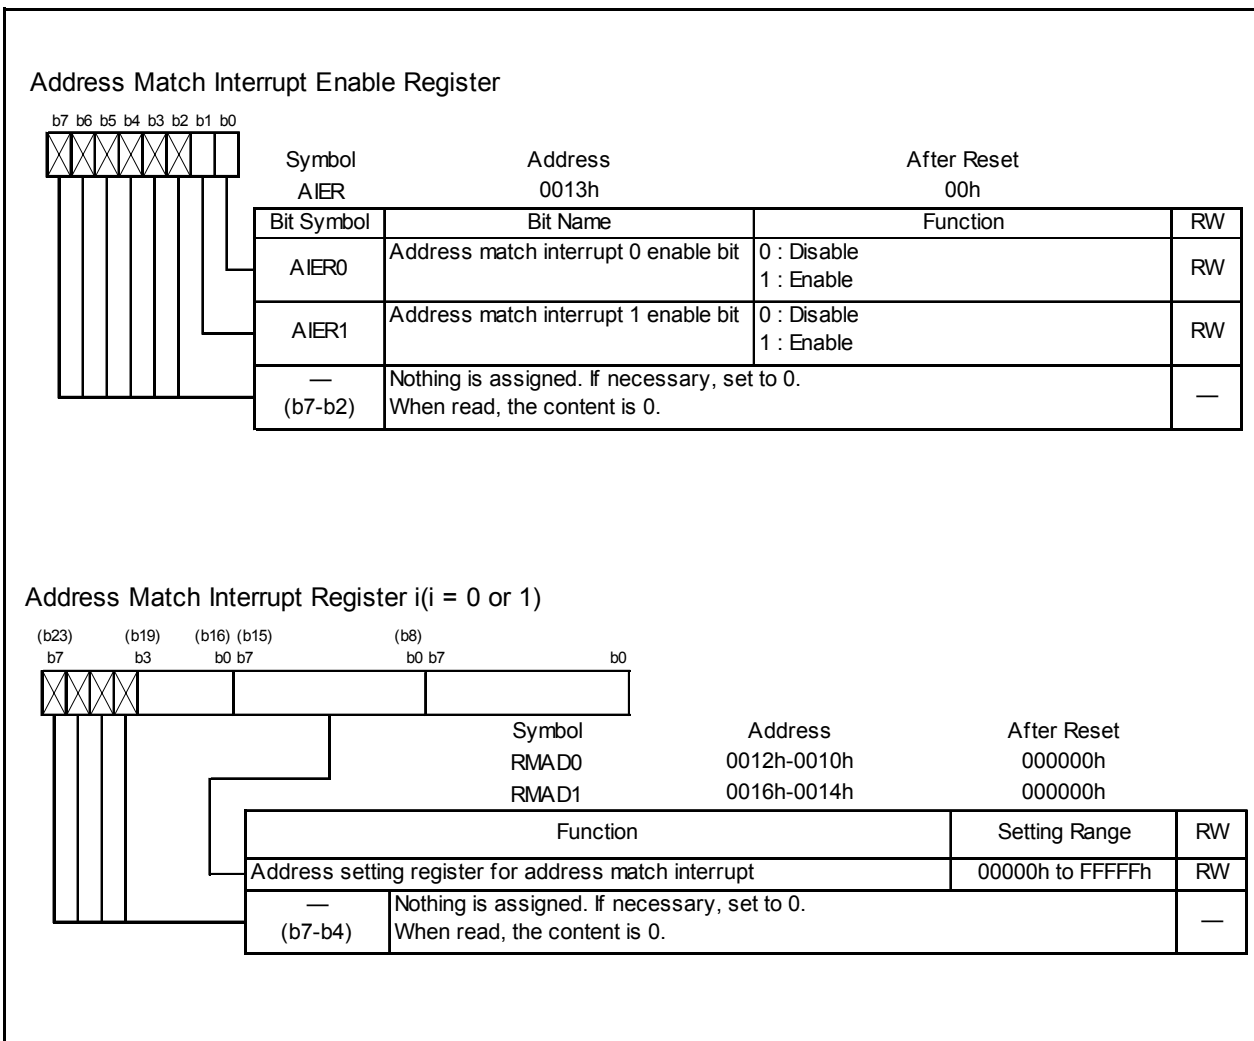 Address Match Interrupt Enable Register
b7 b6 b5 b4 b3 b2 b1 b0
Symbol Address After Reset
AIER 0013h 00h
Bit Symbol Bit Name Function RW
AIER0 Address match interrupt 0 enable bit 0 : Disable
1 : Enable RW
AIER1 Address match interrupt 1 enable bit 0 : Disable
1 : Enable RW
— Nothing is assigned. If necessary, set to 0.
(b7-b2) When read, the content is 0. —
Address Match Interrupt Register i(i = 0 or 1)
(b23) (b19) (b16) (b15) (b8)
b7 b3 b0 b7 b0 b7 b0
Symbol Address After Reset
RMAD0 0012h-0010h 000000h
RMAD1 0016h-0014h 000000h
Function Setting Range RW
Address setting register for address match interrupt 00000h to FFFFFh RW
— Nothing is assigned. If necessary, set to 0.
(b7-b4) When read, the content is 0. —